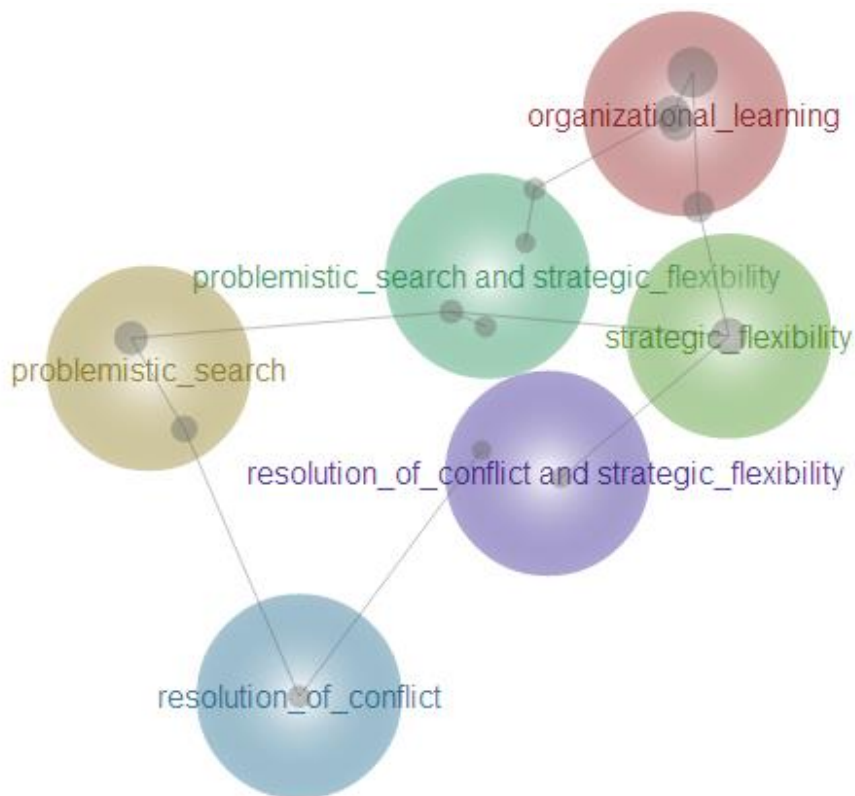 organizational_learning
problemistic_search and strategic_flexibility
strategic_flexibility
problemistic_search
resolution_of_conflict and strategic_flexibility
resolution_of_conflict